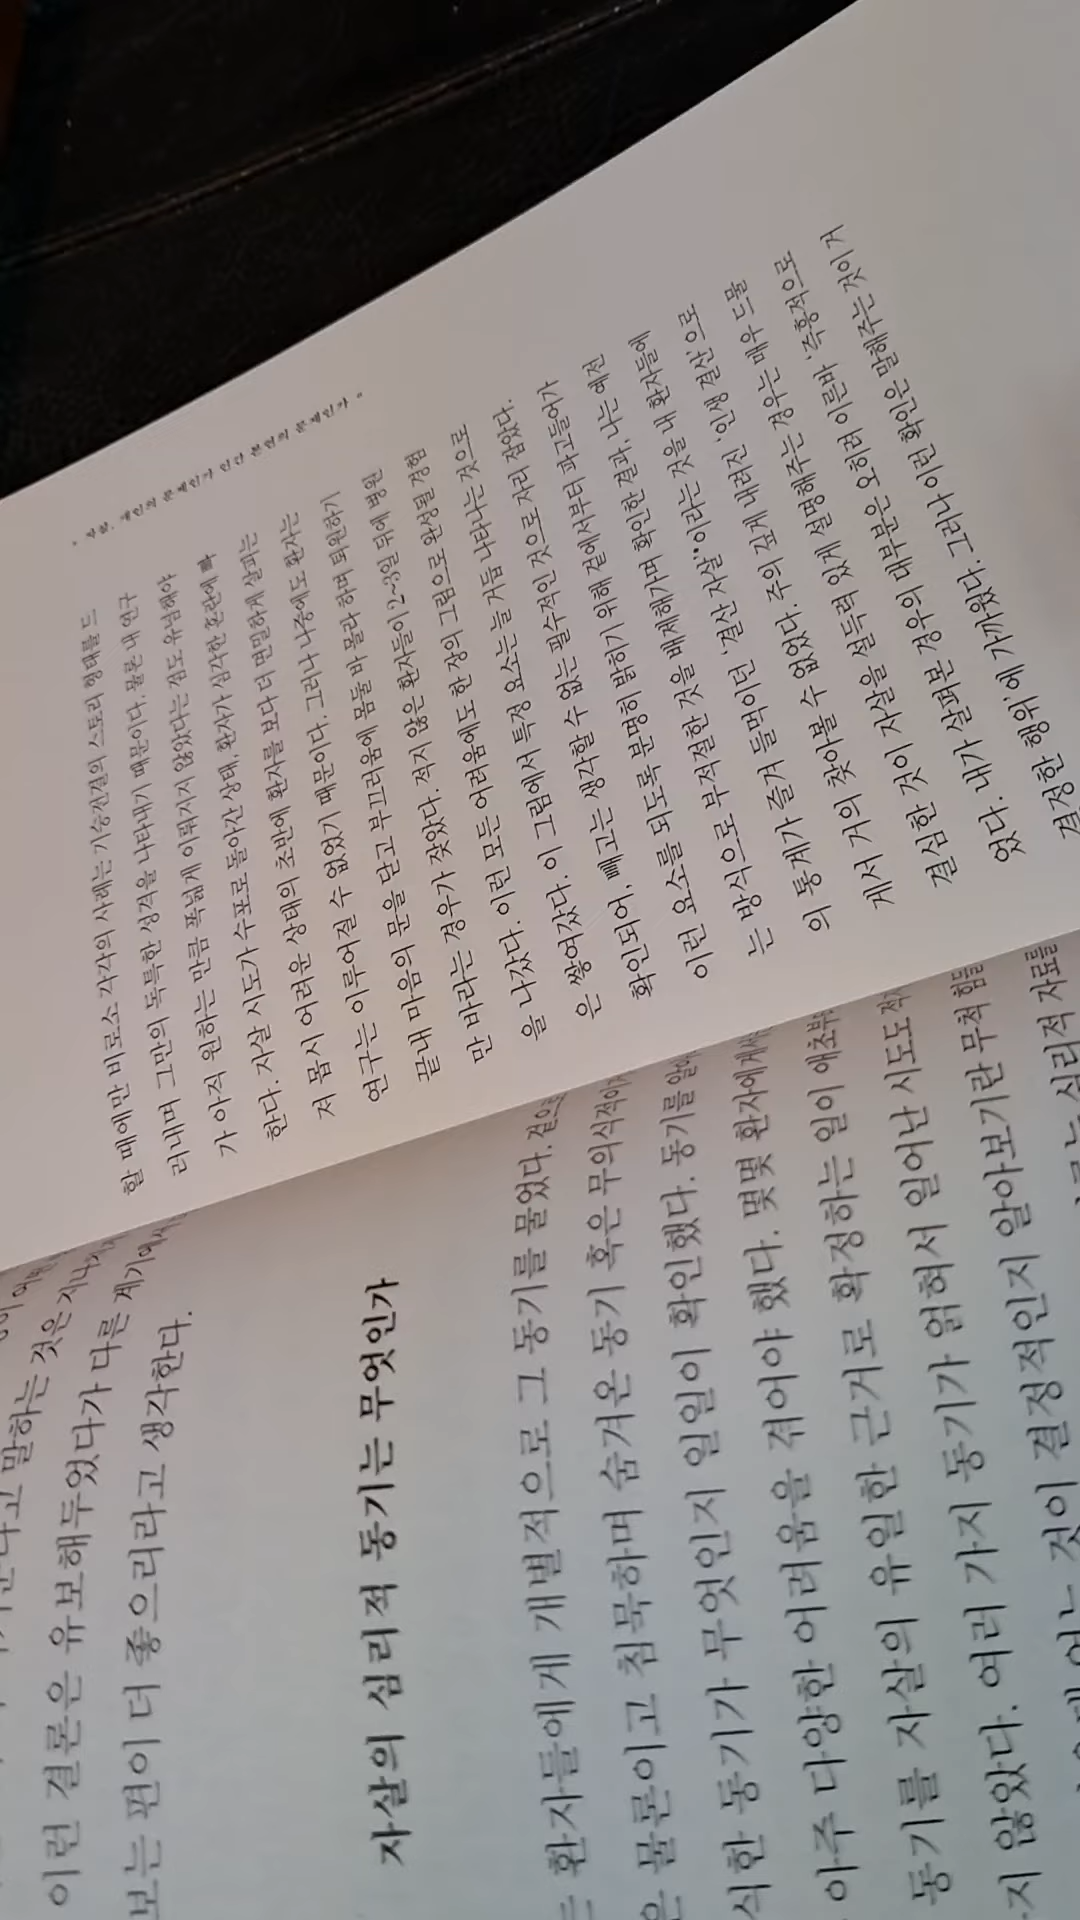 이런 결론은 유보해두었다가 다른 계기에서
보는 편이 더 좋으리라고 생각한다.
자살의 심리적 동기는 무엇인가
환자들에게 개별적으로 그 동기를 물었다. 겉으로
은 물론이고 침묵하며 숨겨온 동기 혹은 무의식적이거
식한 동기가 무엇인지 일일이 확인했다. 동기를 알아
아주 다양한 어려움을 겪어야 했다. 몇몇 환자에게서
동기를 자살의 유일한 근거로 확정하는 일이 애초부
지 않았다. 여러 가지 동기가 얽혀서 일어난 시도도 적지
것이 결정적인지 알아보기란 무척 힘들
심리적 자료를
" 자살, 개인의 문제인가 인간 본연의 문제인가 "
할 때에만 비로소 각각의 사례는 기승전결의 스토리 형태를 드
러내며 그만의 독특한 성격을 나타내기 때문이다. 물론 내 연구
가 아직 원하는 만큼 폭넓게 이뤄지지 않았다는 점도 유념해야
한다. 자살 시도가 수포로 돌아간 상태, 환자가 심각한 혼란에 빠
져 몹시 어려운 상태의 초반에 환자를 보다 더 면밀하게 살피는
연구는 이루어질 수 없었기 때문이다. 그러나 나중에도 환자는
끝내 마음의 문을 닫고 부끄러움에 몸둘 바 몰라 하며 퇴원하기
만 바라는 경우가 잦았다. 적지 않은 환자들이 2~3일 뒤에 병원
을 나갔다. 이런 모든 어려움에도 한 장의 그림으로 완성될 경험
은 쌓여갔다. 이 그림에서 특정 요소는 늘 거듭 나타나는 것으로
확인되어, 빼고는 생각할 수 없는 필수적인 것으로 자리 잡았다.
이런 요소를 되도록 분명히 밝히기 위해 겉에서부터 파고들어가
는 방식으로 부적절한 것을 배제해가며 확인한 결과, 나는 예전
의 통계가 즐겨 들먹이던 '결산 자살'이라는 것을 내 환자들에
게서 거의 찾아볼 수 없었다. 주의 깊게 내려진 '인생 결산'으로
결심한 것이 자살을 설득력 있게 설명해주는 경우는 매우 드물
었다. 내가 살펴본 경우의 대부분은 오히려 이른바 '즉흥적으로
결정한 행위'에 가까웠다. 그러나 이런 확인은 말해주는 것이 거